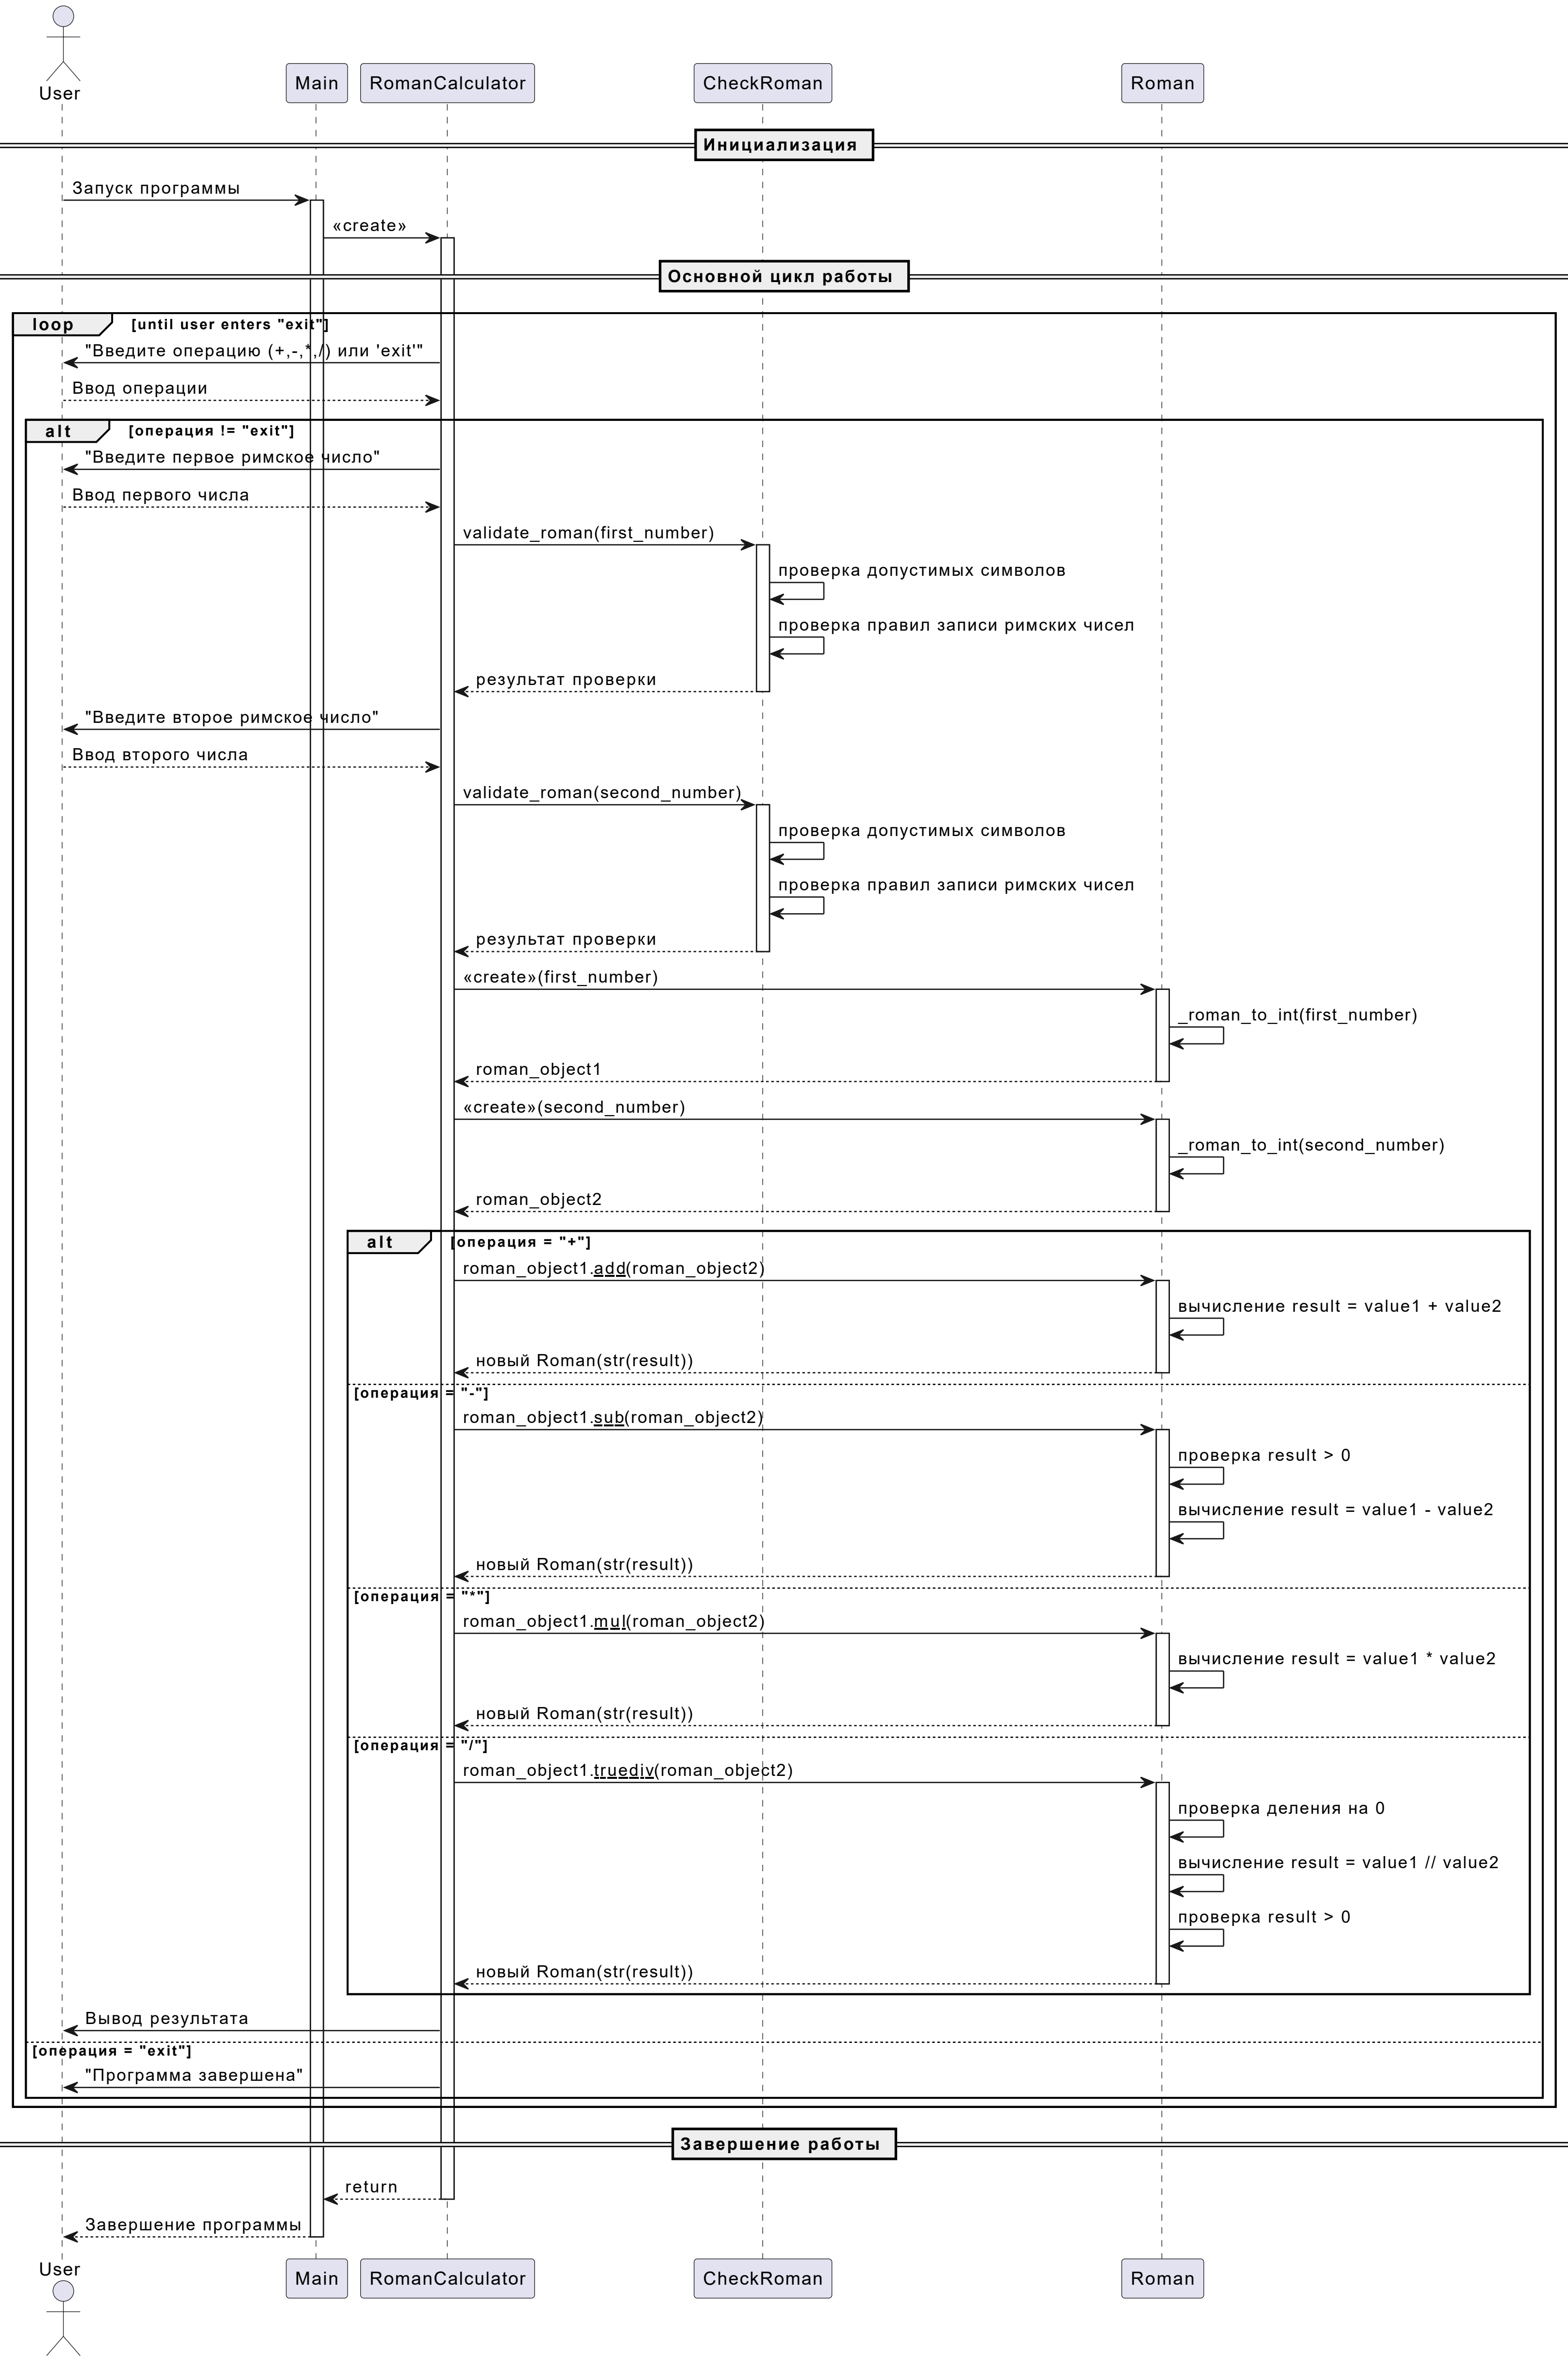 User
Main
RomanCalculator
CheckRoman
Roman
Инициализация
Запуск программы
«create»
Основной цикл работы
loop
[until user enters "exit"]
"Введите операцию (+,-,*,/) или 'exit'"
Ввод операции
alt
[операция != "exit"]
"Введите первое римское число"
Ввод первого числа
validate_roman(first_number)
проверка допустимых символов
проверка правил записи римских чисел
результат проверки
"Введите второе римское число"
Ввод второго числа
validate_roman(second_number)
проверка допустимых символов
проверка правил записи римских чисел
результат проверки
«create»(first_number)
_roman_to_int(first_number)
roman_object1
«create»(second_number)
_roman_to_int(second_number)
roman_object2
alt
[операция = "+"]
roman_object1.add(roman_object2)
вычисление result = value1 + value2
новый Roman(str(result))
[операция = "-"]
roman_object1.sub(roman_object2)
проверка result > 0
вычисление result = value1 - value2
новый Roman(str(result))
[операция = "*"]
roman_object1.mul(roman_object2)
вычисление result = value1 * value2
новый Roman(str(result))
[операция = "/"]
roman_object1.truediv(roman_object2)
проверка деления на 0
вычисление result = value1 // value2
проверка result > 0
новый Roman(str(result))
Вывод результата
[операция = "exit"]
"Программа завершена"
Завершение работы
return
Завершение программы
User
Main
RomanCalculator
CheckRoman
Roman